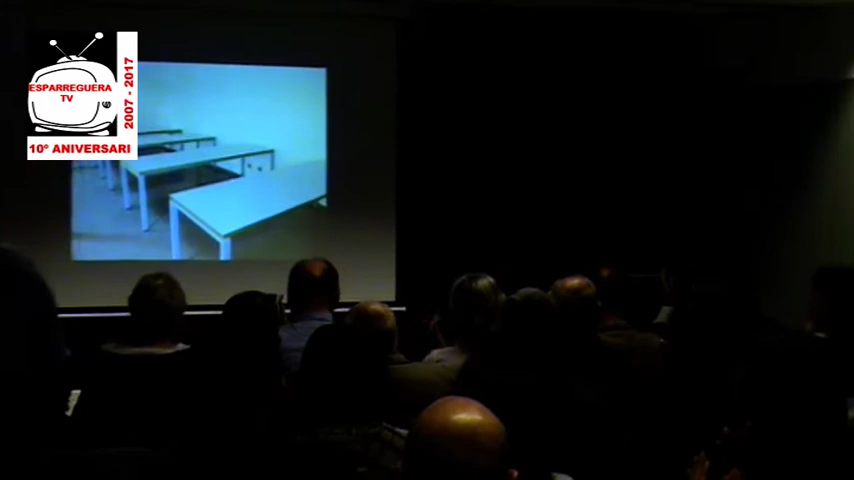 ESPARREGUERA
TV
2007 - 2017
10º ANIVERSARI